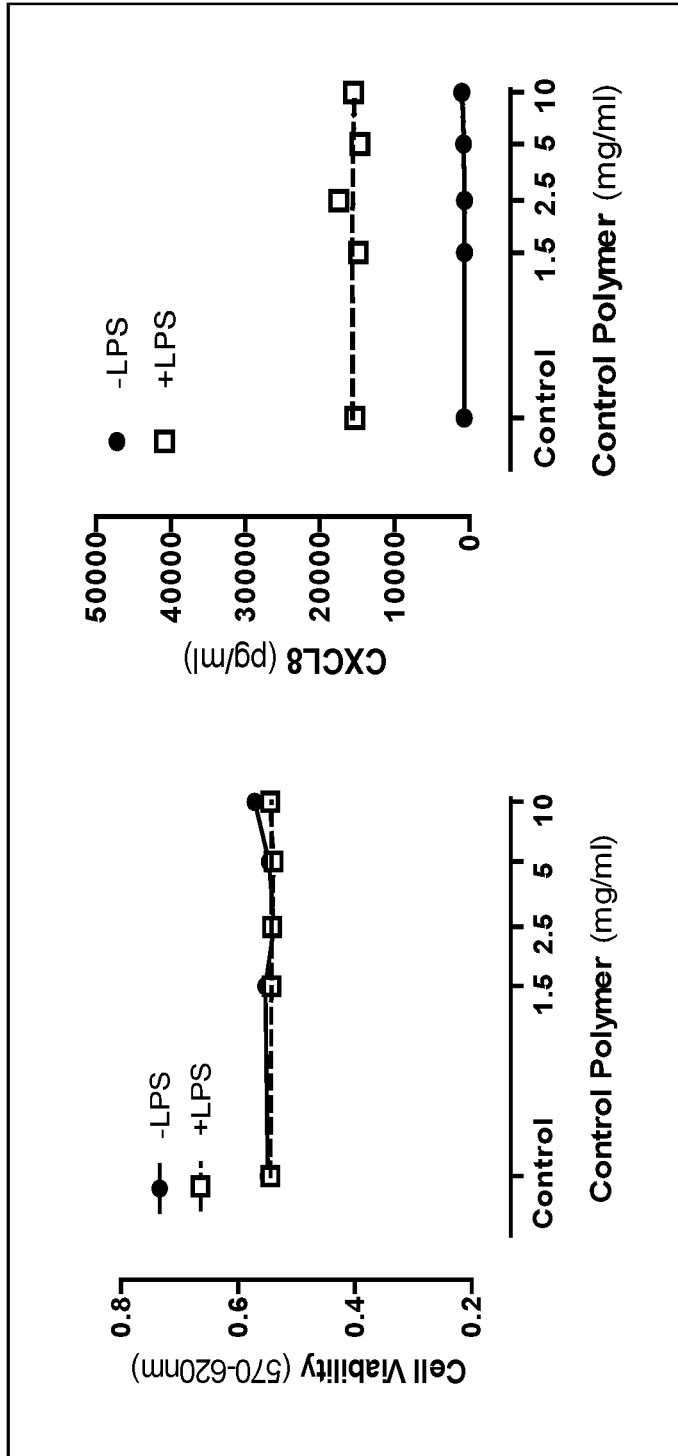 0.8
0.6
0.4
0.2
Cell Viability (570-620nm)
-LPS
+LPS
Control
1.5
2.5
5
10
Control Polymer (mg/ml)
50000
40000
30000
20000
10000
0
CXCL8 (pg/ml)
-LPS
+LPS
Control
1.5
2.5
5
10
Control Polymer (mg/ml)